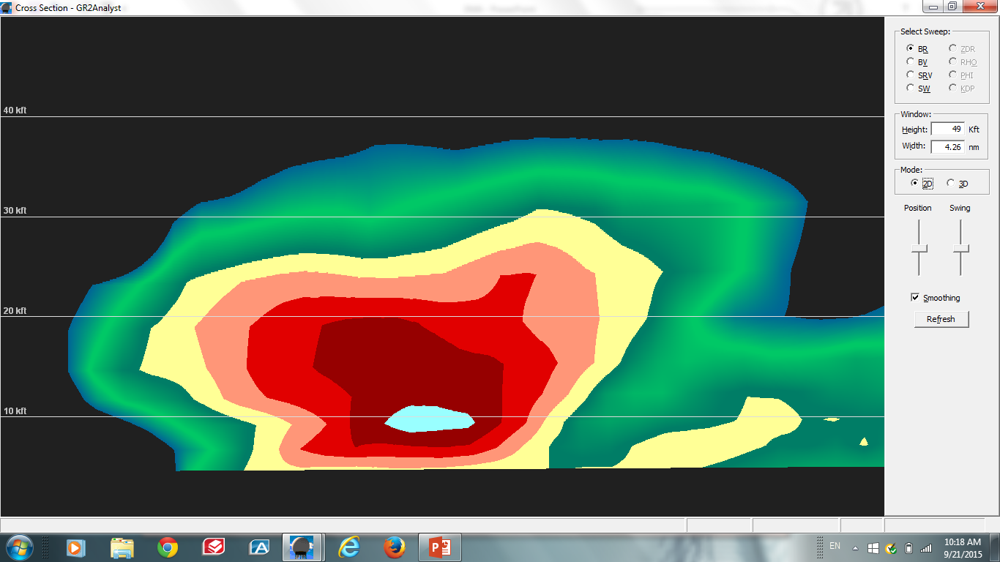 Cross Section - GR2Analyst
40 kft
30 kft
20 kft
10 kft
Select Sweep:
BR ZDR
BV RHO
SRV PHI
SW KDP
Window:
Height: 49 Kft
Width: 4.26 nm
Mode:
2D 3D
Position Swing
Smoothing
Refresh
EN
10:18 AM
9/21/2015